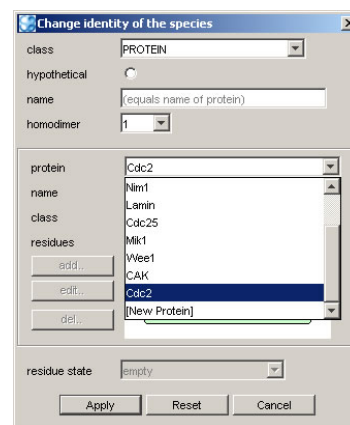 Change identity of the species
class PROTEIN
hypothetical
name (equals name of protein)
homodimer 1
protein Cdc2
name Nim1
Lamin
class Cdc25
residues Mik1
add.. Wee1
CAK
edit.. Cdc2
del.. [New Protein]
residue state empty
Apply Reset Cancel